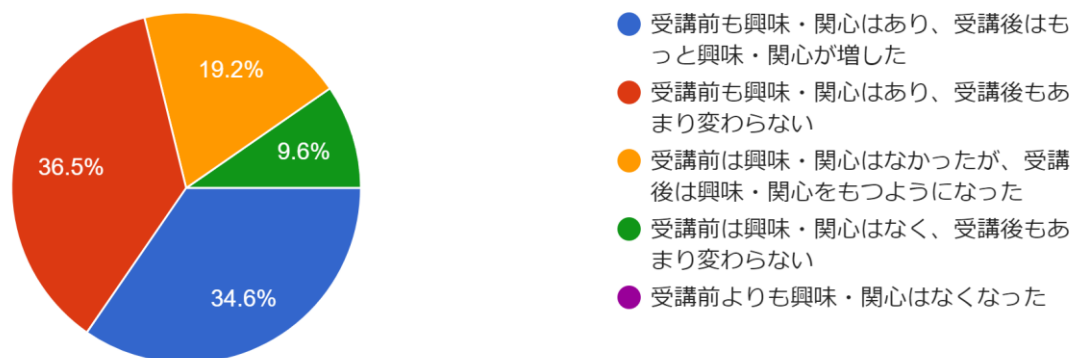 19.2%
9.6%
36.5%
34.6%
受講前も興味・関心はあり、受講後はも
っと興味・関心が増した
受講前も興味・関心はあり、受講後もあ
まり変わらない
受講前は興味・関心はなかったが、受講
後は興味・関心をもつようになった
受講前は興味・関心はなく、受講後もあ
まり変わらない
受講前よりも興味・関心はなくなった